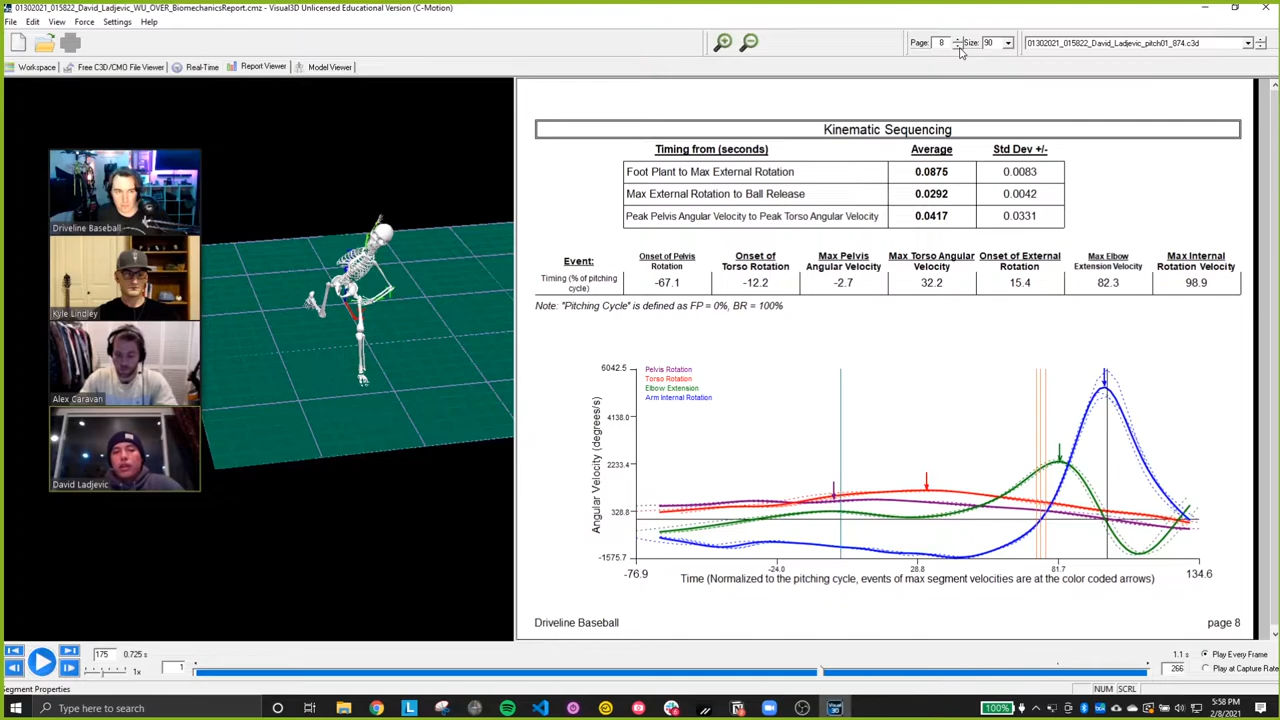 01302021_015822_David_Ladjevic_WU_OVER_BiomechanicsReport.cmz - Visual3D Unlicensed Educational Version (C-Motion)
File Edit View Force Settings Help
Page: 8 Size: 90 01302021_015822_David_Ladjevic_pitch01_874.c3d
Workspace Free C3D/CMO File Viewer Real-Time Report Viewer Model Viewer
Driveline Baseball
Kyle Lindley
Alex Caravan
David Ladjevic
Kinematic Sequencing
Timing from (seconds) Average Std Dev +/-
Foot Plant to Max External Rotation 0.0875 0.0083
Max External Rotation to Ball Release 0.0292 0.0042
Peak Pelvis Angular Velocity to Peak Torso Angular Velocity 0.0417 0.0331
Event: Onset of Pelvis Rotation Onset of Torso Rotation Max Pelvis Angular Velocity Max Torso Angular Velocity Onset of External Rotation Max Elbow Extension Velocity Max Internal Rotation Velocity
Timing (% of pitching cycle) -67.1 -12.2 -2.7 32.2 15.4 82.3 98.9
Note: "Pitching Cycle" is defined as FP = 0%, BR = 100%
Pelvis Rotation
Torso Rotation
Elbow Extension
Arm Internal Rotation
Angular Velocity (degrees/s)
6042.5
4138.0
2233.4
328.8
-1575.7
-76.9 -24.0 28.8 81.7 134.6
Time (Normalized to the pitching cycle, events of max segment velocities are at the color coded arrows)
Driveline Baseball page 8
175 0.725 s 1 1.1 s Play Every Frame
1x 266 Play at Capture Rate
Segment Properties NUM SCRL
Type here to search 100% 5:58 PM
2/8/2021